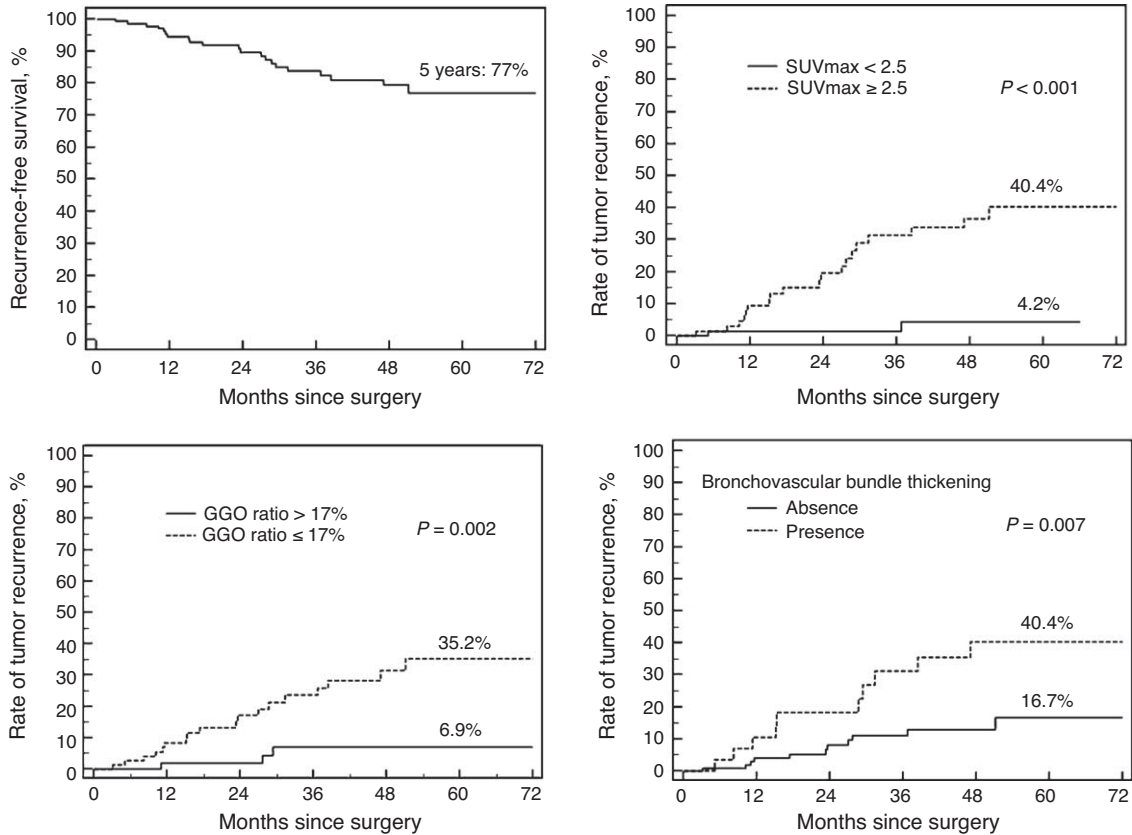 Recurrence-free survival, %
100
90
80
70
60
50
40
30
20
10
0
5 years: 77%
0 12 24 36 48 60 72
Months since surgery
Rate of tumor recurrence, %
100
90
80
70
60
50
40
30
20
10
0
SUVmax < 2.5
SUVmax ≥ 2.5
P < 0.001
40.4%
4.2%
0 12 24 36 48 60 72
Months since surgery
Rate of tumor recurrence, %
100
90
80
70
60
50
40
30
20
10
0
GGO ratio > 17%
GGO ratio ≤ 17%
P = 0.002
35.2%
6.9%
0 12 24 36 48 60 72
Months since surgery
Rate of tumor recurrence, %
100
90
80
70
60
50
40
30
20
10
0
Bronchovascular bundle thickening
Absence
Presence
P = 0.007
40.4%
16.7%
0 12 24 36 48 60 72
Months since surgery